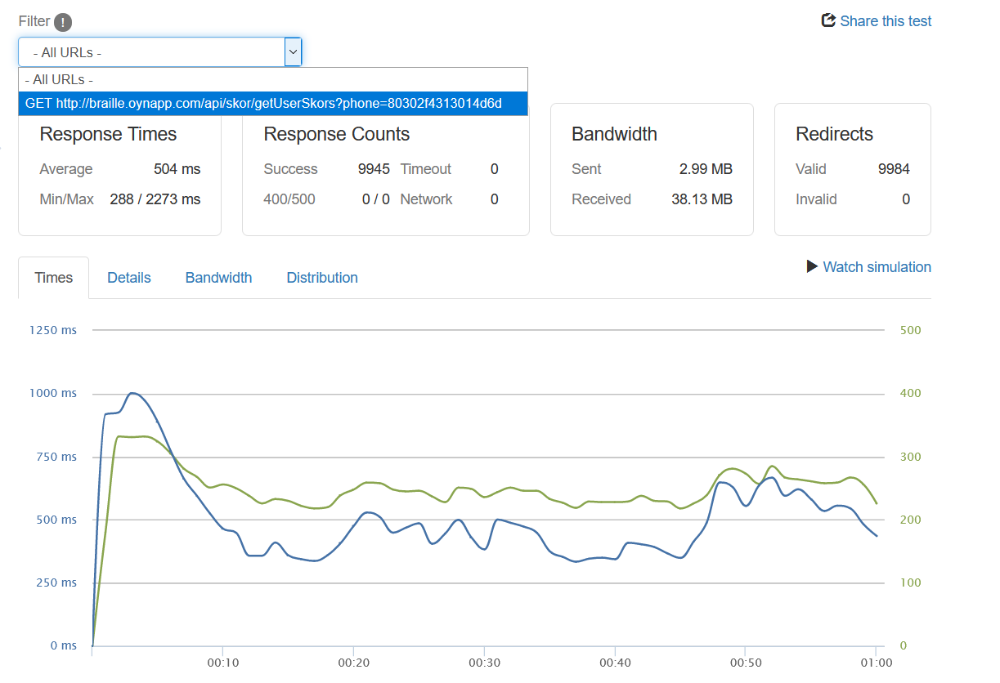 Filter !
Share this test
- All URLs -
- All URLs -
GET http://braille.oynapp.com/api/skor/getUserSkors?phone=80302f4313014d6d
Response Times
Average 504 ms
Min/Max 288 / 2273 ms
Response Counts
Success 9945 Timeout 0
400/500 0 / 0 Network 0
Bandwidth
Sent 2.99 MB
Received 38.13 MB
Redirects
Valid 9984
Invalid 0
Times Details Bandwidth Distribution
Watch simulation
1250 ms 500
1000 ms 400
750 ms 300
500 ms 200
250 ms 100
0 ms 0
00:10 00:20 00:30 00:40 00:50 01:00